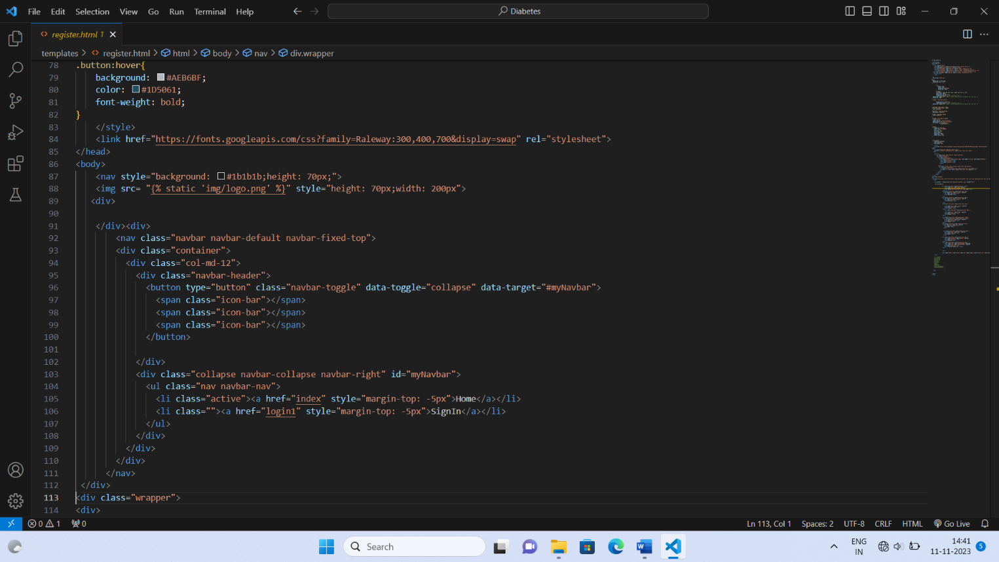 File Edit Selection View Go Run Terminal Help
Diabetes
register.html 1
templates > register.html > html > body > nav > div.wrapper
78 .button:hover{
79 background: #AEB6BF;
80 color: #1D5061;
81 font-weight: bold;
82 }
83 </style>
84 <link href="https://fonts.googleapis.com/css?family=Raleway:300,400,700&display=swap" rel="stylesheet">
85 </head>
86 <body>
87 <nav style="background: #1b1b1b;height: 70px;">
88 <img src= "{% static 'img/logo.png' %}" style="height: 70px;width: 200px">
89 <div>
90
91 </div><div>
92 <nav class="navbar navbar-default navbar-fixed-top">
93 <div class="container">
94 <div class="col-md-12">
95 <div class="navbar-header">
96 <button type="button" class="navbar-toggle" data-toggle="collapse" data-target="#myNavbar">
97 <span class="icon-bar"></span>
98 <span class="icon-bar"></span>
99 <span class="icon-bar"></span>
100 </button>
101
102 </div>
103 <div class="collapse navbar-collapse navbar-right" id="myNavbar">
104 <ul class="nav navbar-nav">
105 <li class="active"><a href="index" style="margin-top: -5px">Home</a></li>
106 <li class=""><a href="login1" style="margin-top: -5px">SignIn</a></li>
107 </ul>
108 </div>
109 </div>
110 </div>
111 </nav>
112 </div>
113 <div class="wrapper">
114 <div>
0 1 0 Ln 113, Col 1 Spaces: 2 UTF-8 CRLF HTML Go Live
Search
ENG
IN
14:41
11-11-2023
5